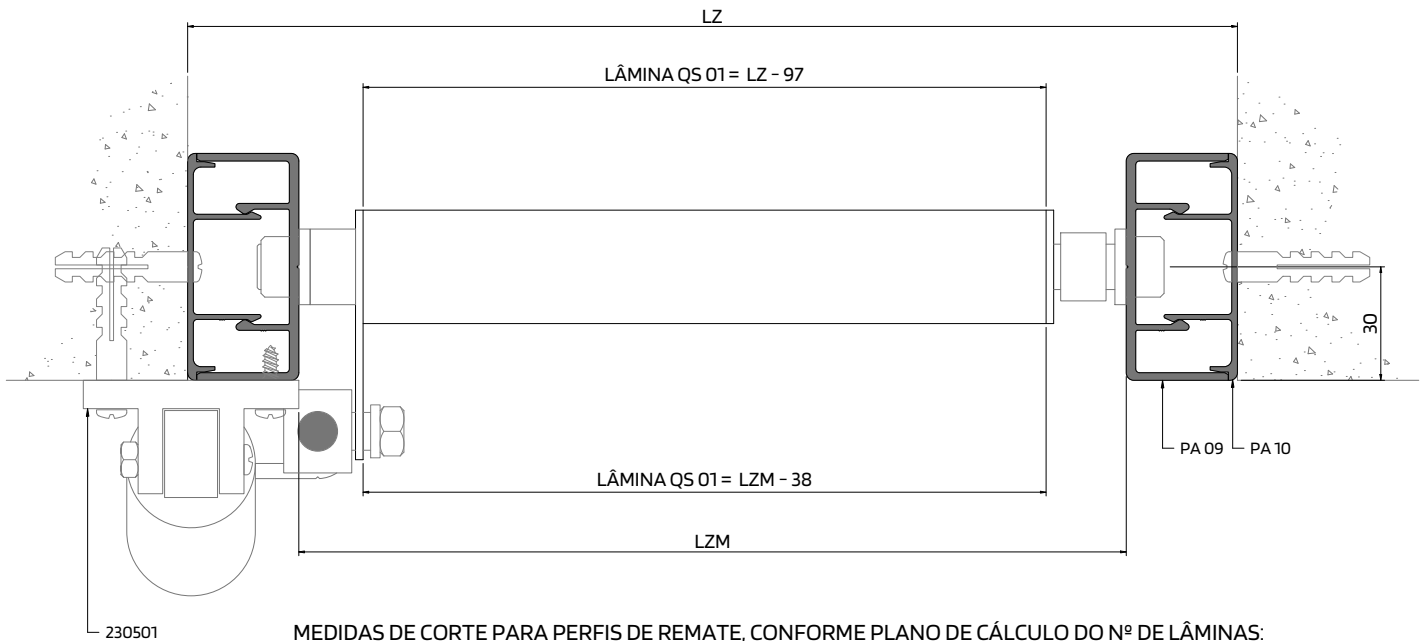 LZ
LÂMINA QS 01 = LZ - 97
30
PA 09
PA 10
LÂMINA QS 01 = LZM - 38
LZM
230501
MEDIDAS DE CORTE PARA PERFIS DE REMATE, CONFORME PLANO DE CÁLCULO DO Nº DE LÂMINAS: